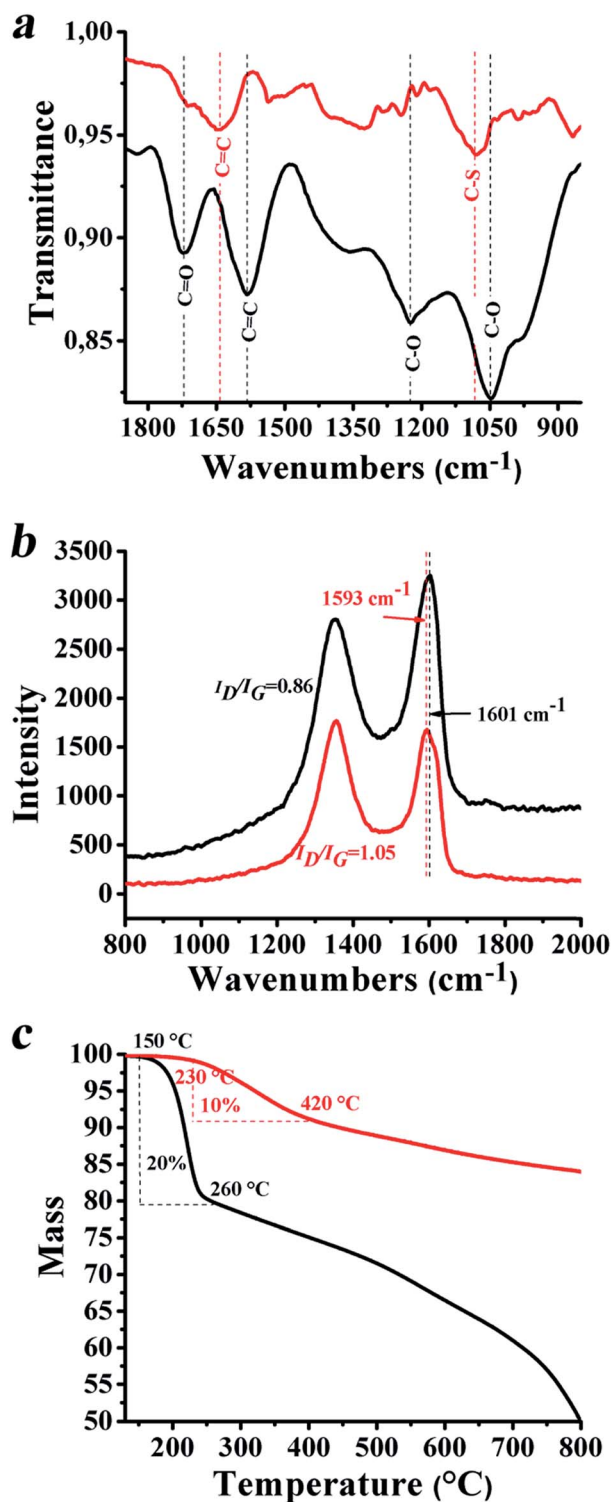 a
1,00
0,95
0,90
0,85
Transmittance
C=O
C=C
C=C
C-O
C-S
C-O
1800 1650 1500 1350 1200 1050 900
Wavenumbers (cm-1)
b
3500
3000
2500
2000
1500
1000
500
0
Intensity
1593 cm-1
ID/IG=0.86
1601 cm-1
ID/IG=1.05
800 1000 1200 1400 1600 1800 2000
Wavenumbers (cm-1)
c
100
95
90
85
80
75
70
65
60
55
50
Mass
150 °C
230 °C
10%
420 °C
20%
260 °C
200 300 400 500 600 700 800
Temperature (°C)